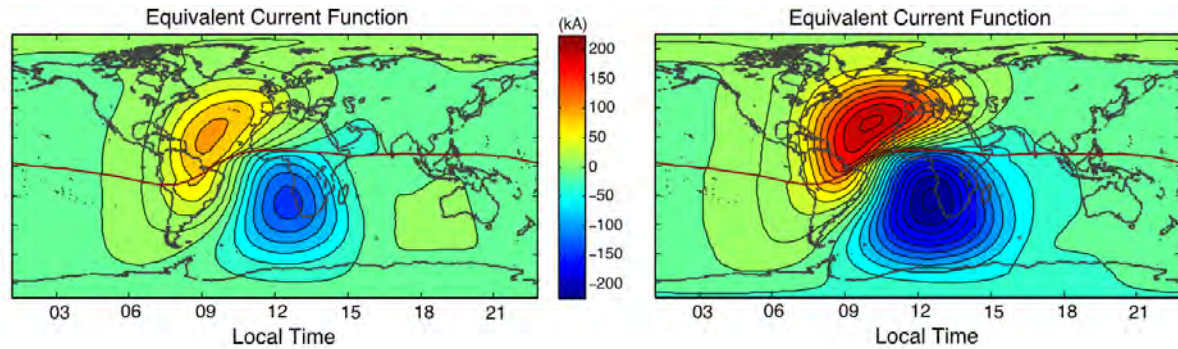 Equivalent Current Function
(kA)
200
150
100
50
0
−50
−100
−150
−200
03 06 09 12 15 18 21
Local Time
Equivalent Current Function
03 06 09 12 15 18 21
Local Time